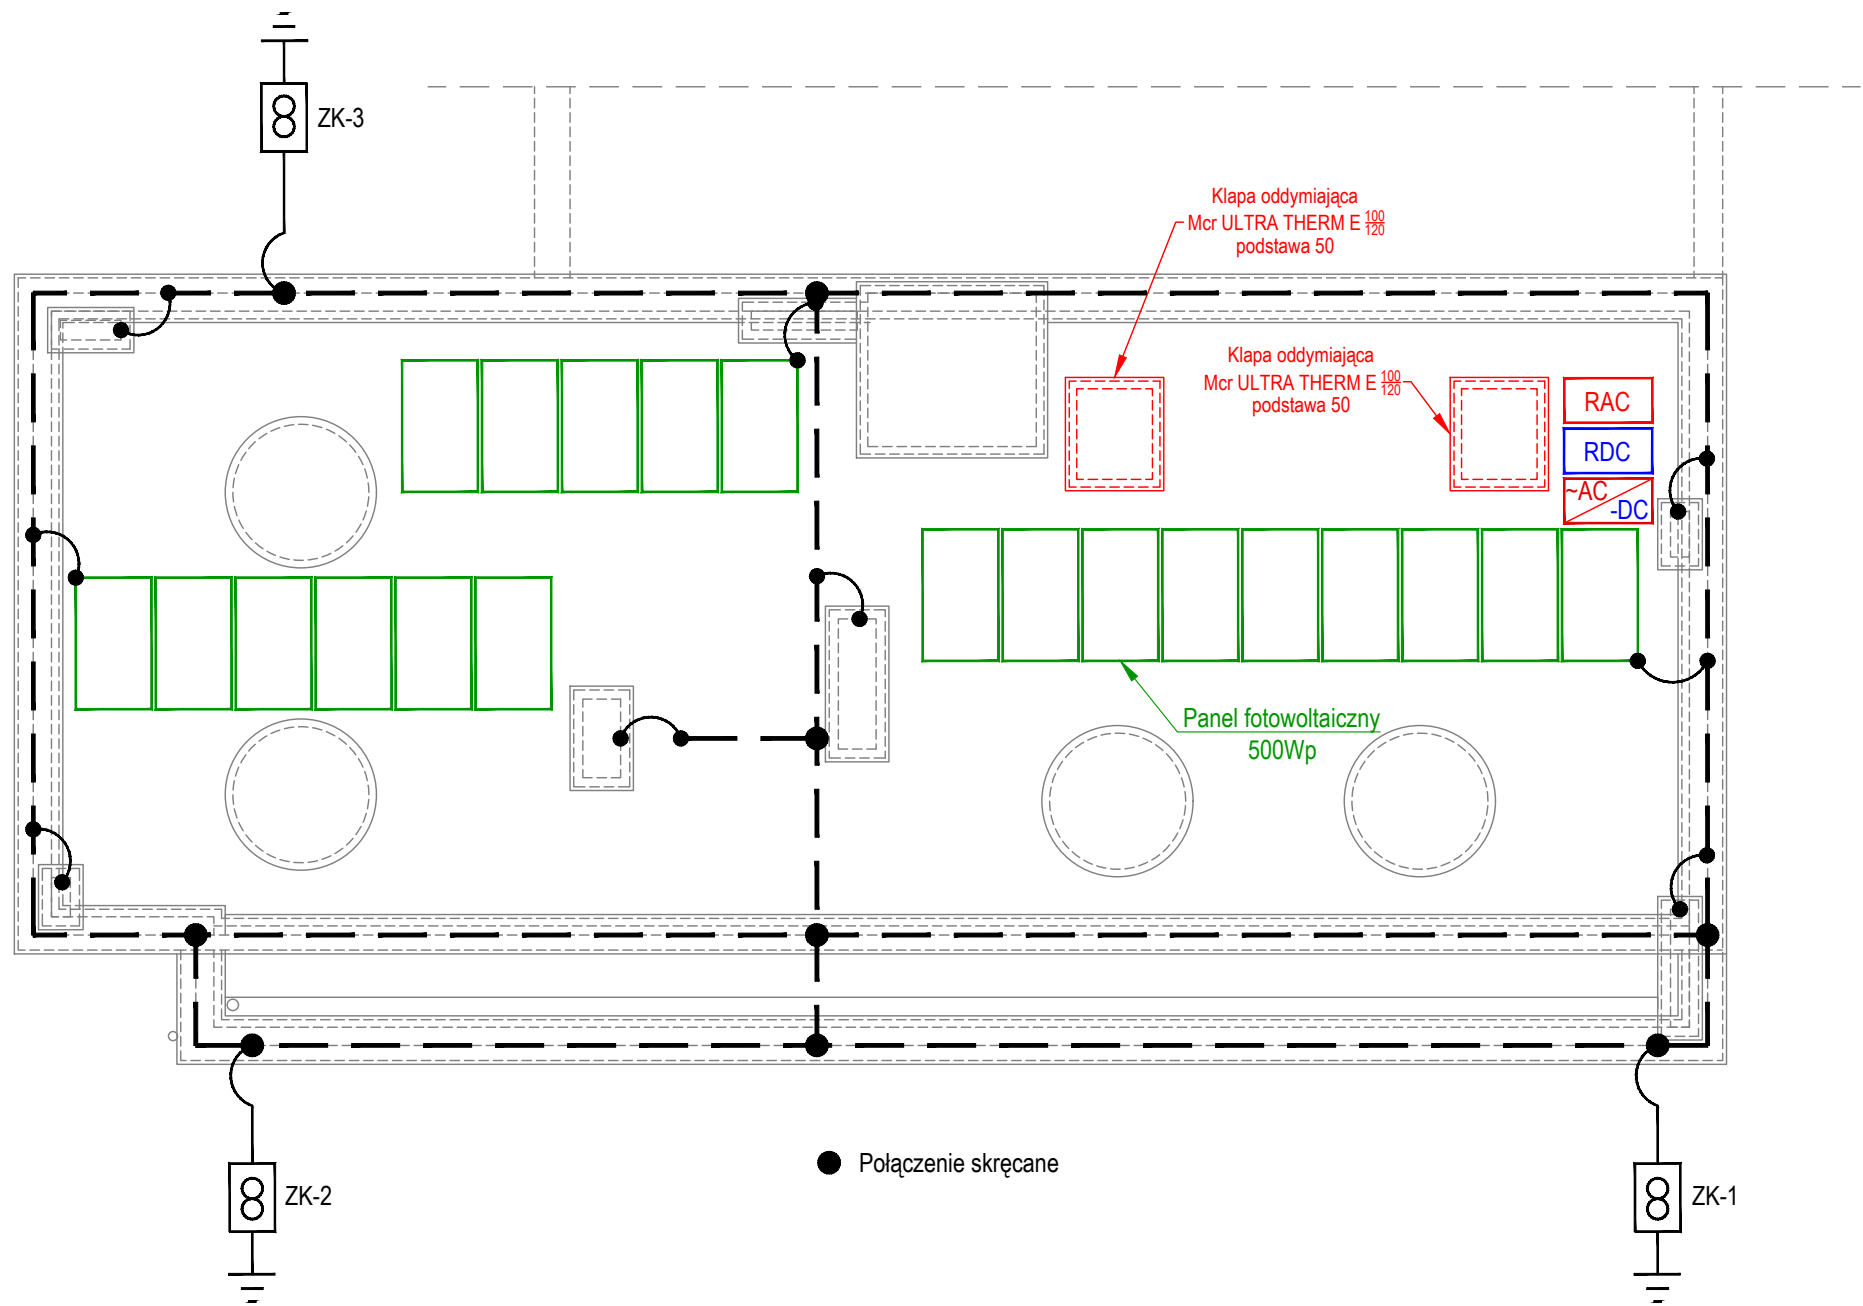 ZK-3
Klapa oddymiająca
Mcr ULTRA THERM E 100/120
podstawa 50
Klapa oddymiająca
Mcr ULTRA THERM E 100/120
podstawa 50
RAC
RDC
~AC
-DC
Panel fotowoltaiczny
500Wp
Połączenie skręcane
ZK-2
ZK-1